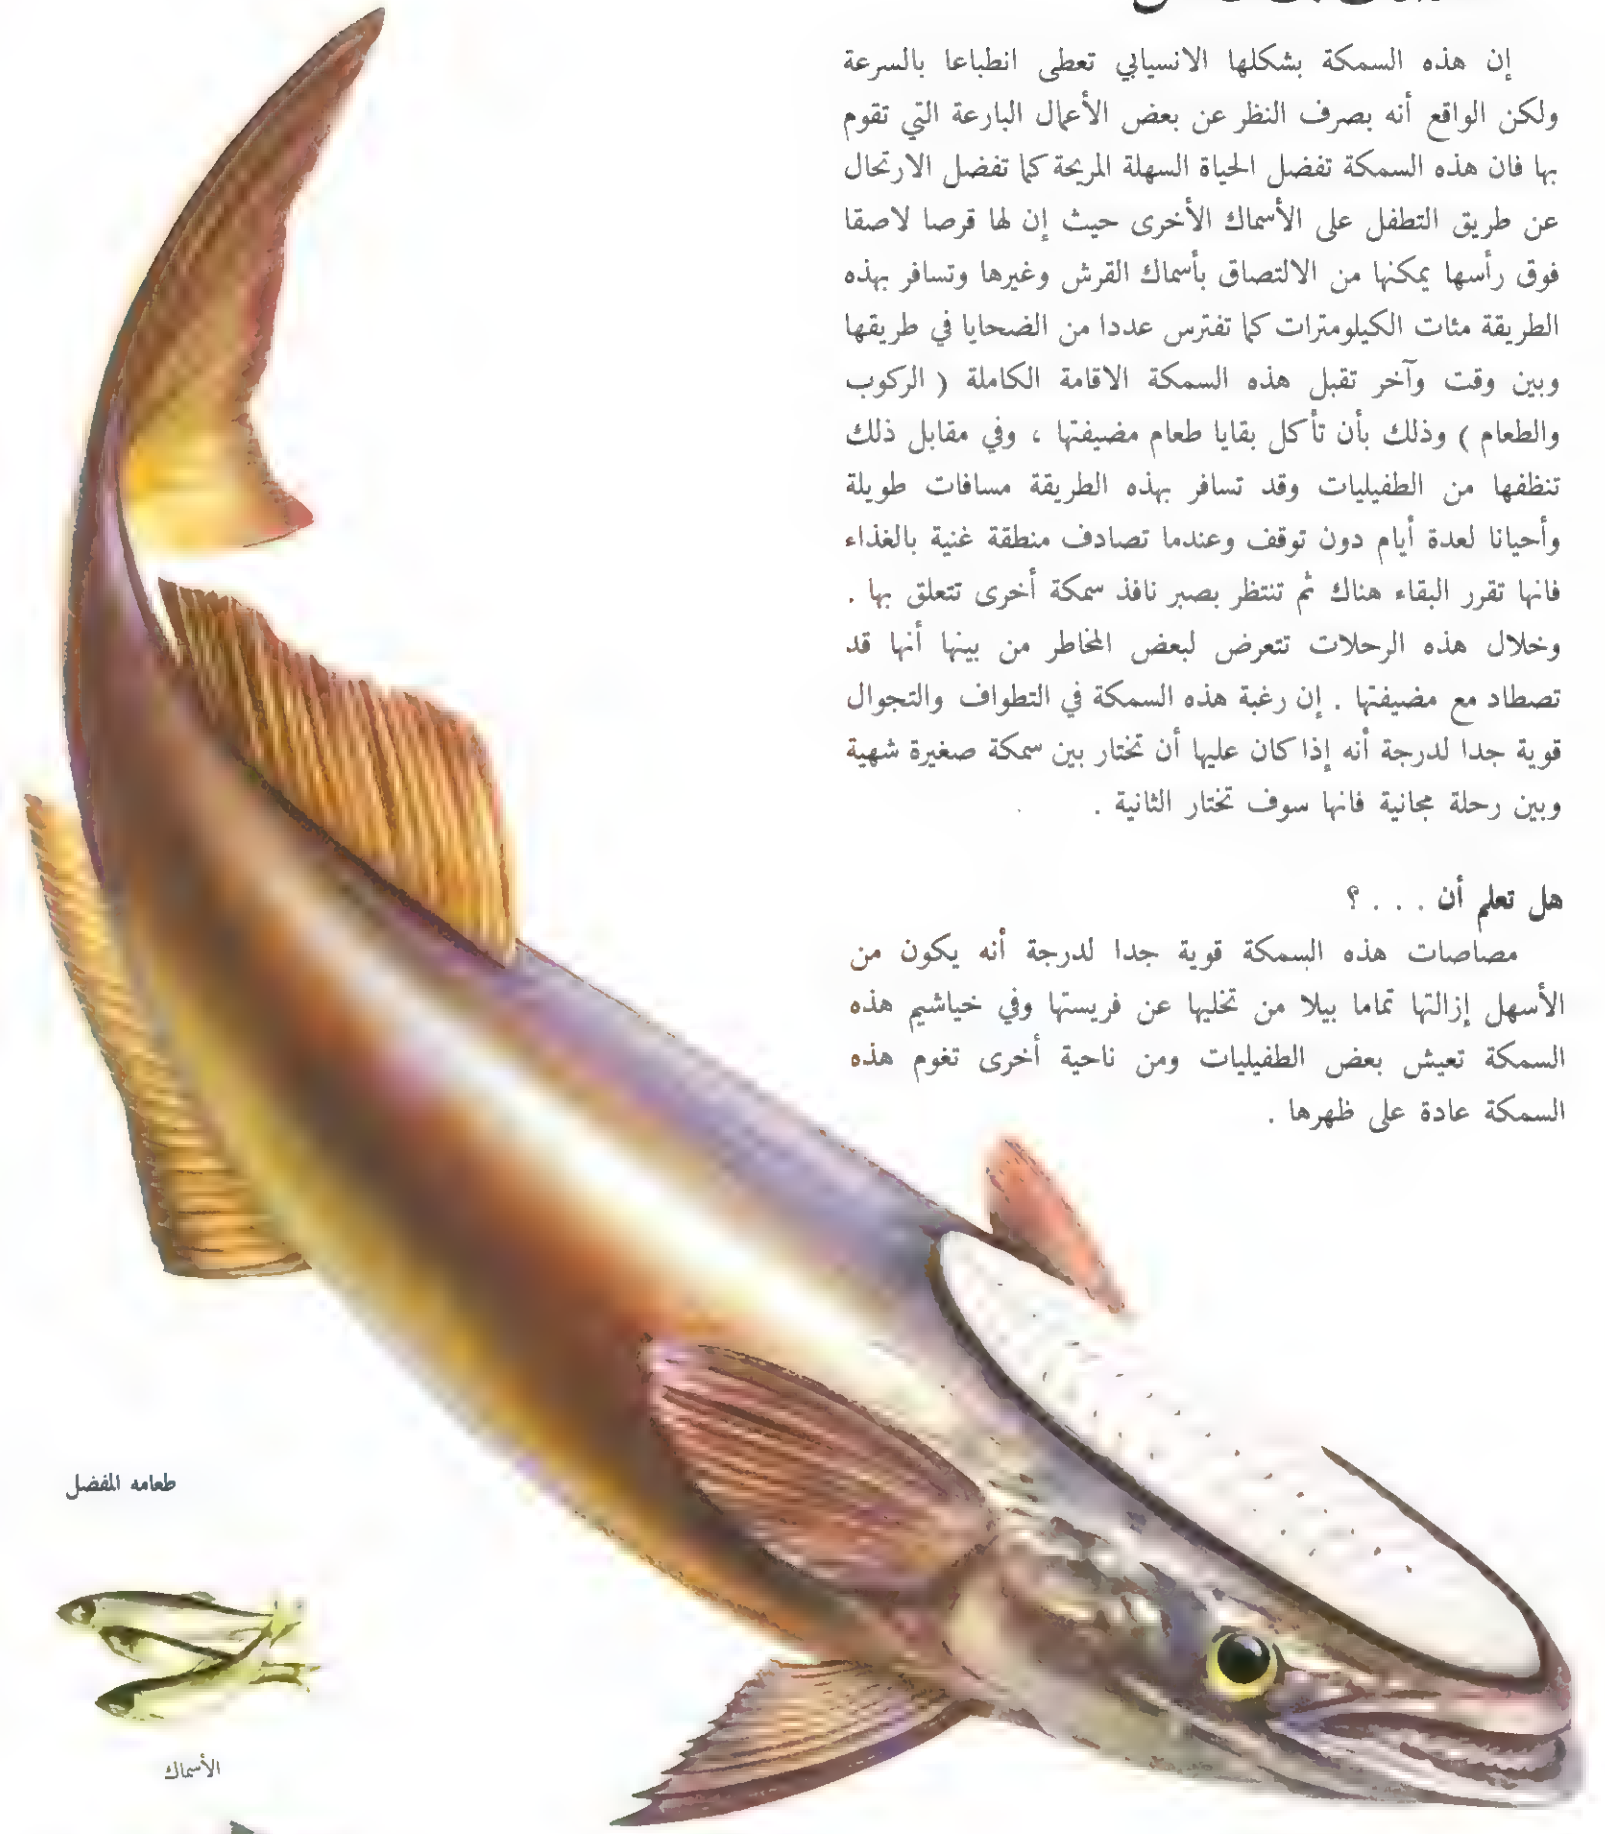 إن هذه السمكة بشكلها الانسيابي تعطى انطباعا بالسرعة
ولكن الواقع أنه بصرف النظر عن بعض الأعمال البارعة التي تقوم
بها فان هذه السمكة تفضل الحياة السهلة المريحة كما تفضل الارتحال
عن طريق التطفل على الأسماك الأخرى حيث إن لها قرصا لاصقا
فوق رأسها يمكنها من الالتصاق بأسماك القرش وغيرها وتسافر بهذه
الطريقة مئات الكيلومترات كما تفترس عددا من الضحايا في طريقها
وبين وقت وآخر تقبل هذه السمكة الاقامة الكاملة ( الركوب
والطعام ) وذلك بأن تأكل بقايا طعام مضيفتها ، وفي مقابل ذلك
تنظفها من الطفيليات وقد تسافر بهذه الطريقة مسافات طويلة
وأحيانا لعدة أيام دون توقف وعندما تصادف منطقة غنية بالغذاء
فانها تقرر البقاء هناك ثم تنتظر بصبر نافذ سمكة أخرى تتعلق بها .
وخلال هذه الرحلات تتعرض لبعض المخاطر من بينها أنها قد
تصطاد مع مضيفتها . إن رغبة هذه السمكة في التطواف والتجوال
قوية جدا لدرجة أنه إذا كان عليها أن تختار بين سمكة صغيرة شهية
وبين رحلة مجانية فانها سوف تختار الثانية .
هل تعلم أن . . . ؟
مصاصات هذه السمكة قوية جدا لدرجة أنه يكون من
الأسهل إزالتها تماما بيلا من تخليها عن فريستها وفي خياشيم هذه
السمكة تعيش بعض الطفيليات ومن ناحية أخرى تغوم هذه
السمكة عادة على ظهرها .
طعامه المفضل
الأسماك